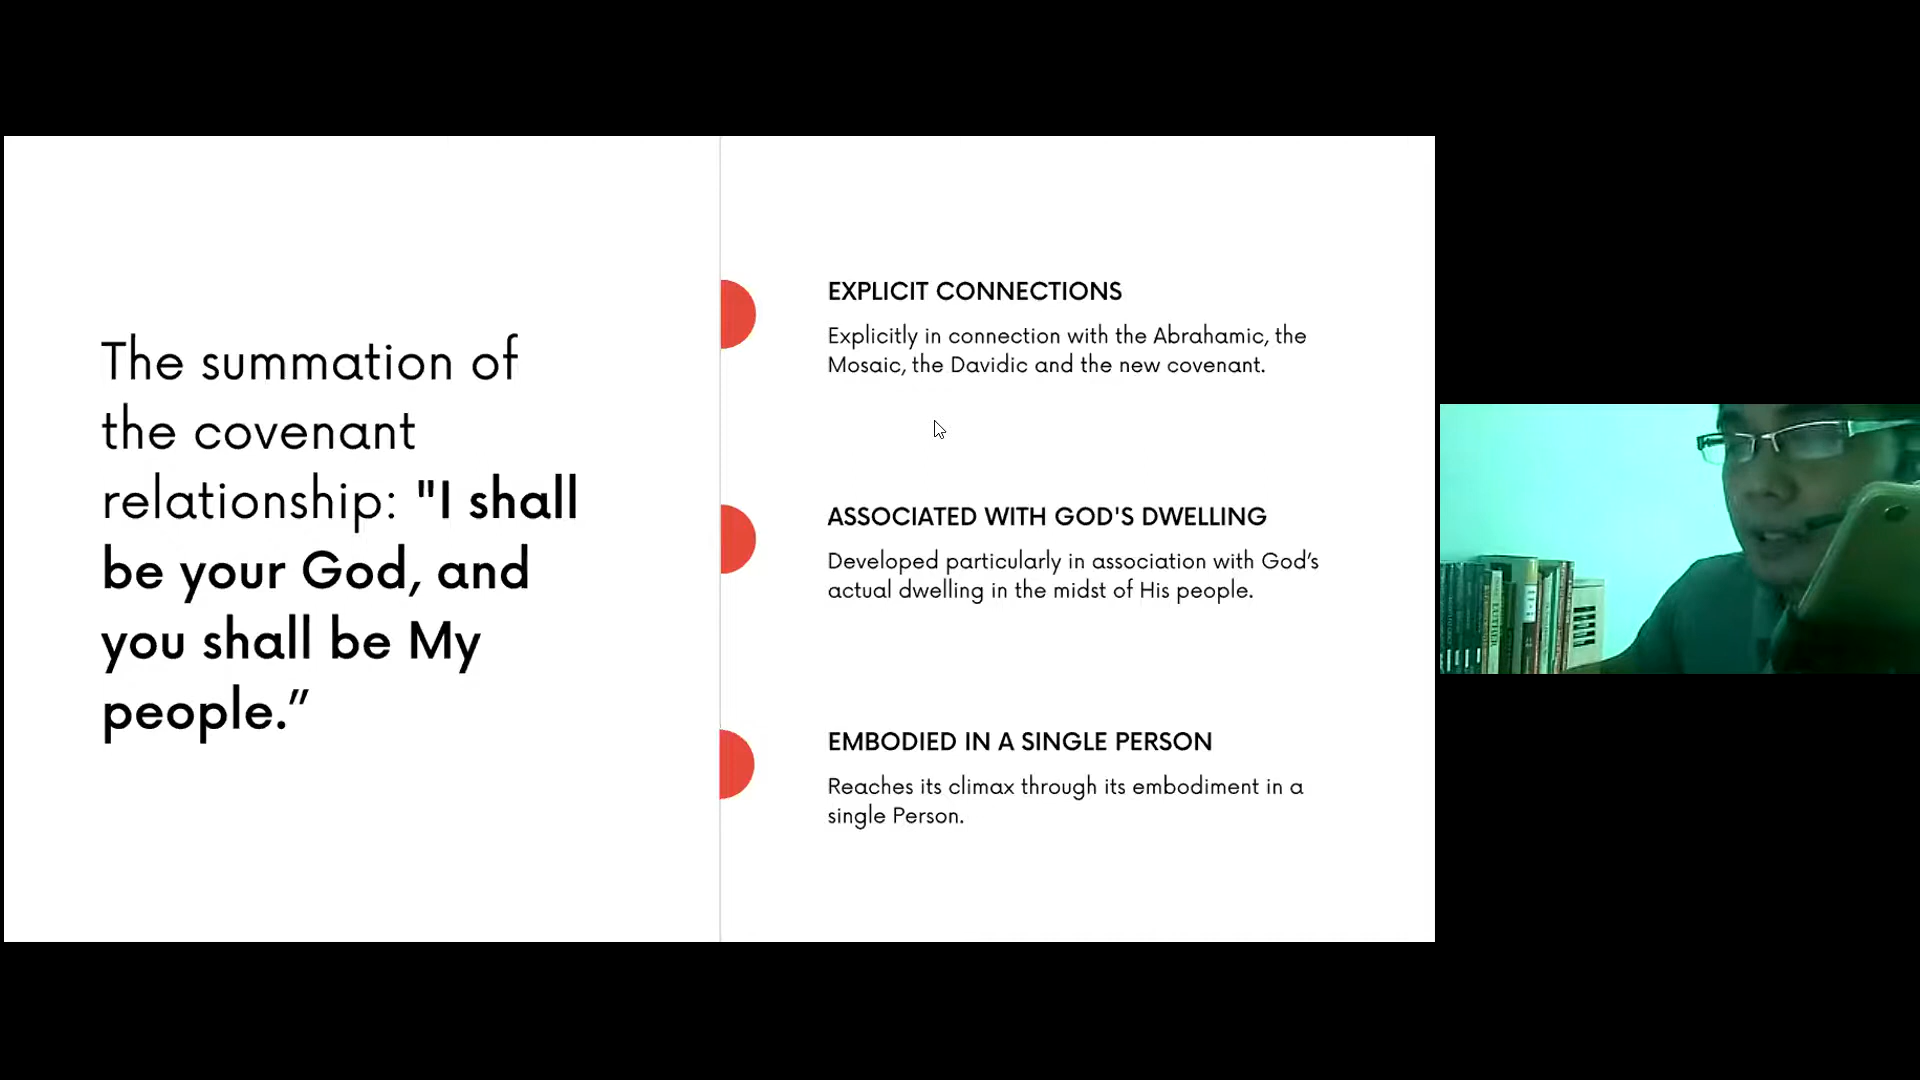 The summation of
the covenant
relationship: "I shall
be your God, and
you shall be My
people.”
EXPLICIT CONNECTIONS
Explicitly in connection with the Abrahamic, the
Mosaic, the Davidic and the new covenant.
ASSOCIATED WITH GOD'S DWELLING
Developed particularly in association with God’s
actual dwelling in the midst of His people.
EMBODIED IN A SINGLE PERSON
Reaches its climax through its embodiment in a
single Person.